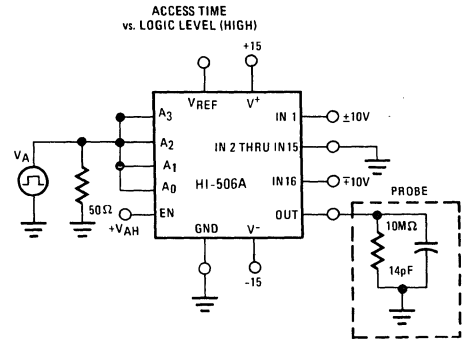 ACCESS TIME
vs. LOGIC LEVEL (HIGH)
+15
VREF
V+
A3
IN 1
±10V
A2
IN 2 THRU IN15
VA
A1
HI-506A
IN16
∓10V
A0
PROBE
50Ω
EN
OUT
+VAH
10MΩ
GND
V-
14pF
-15